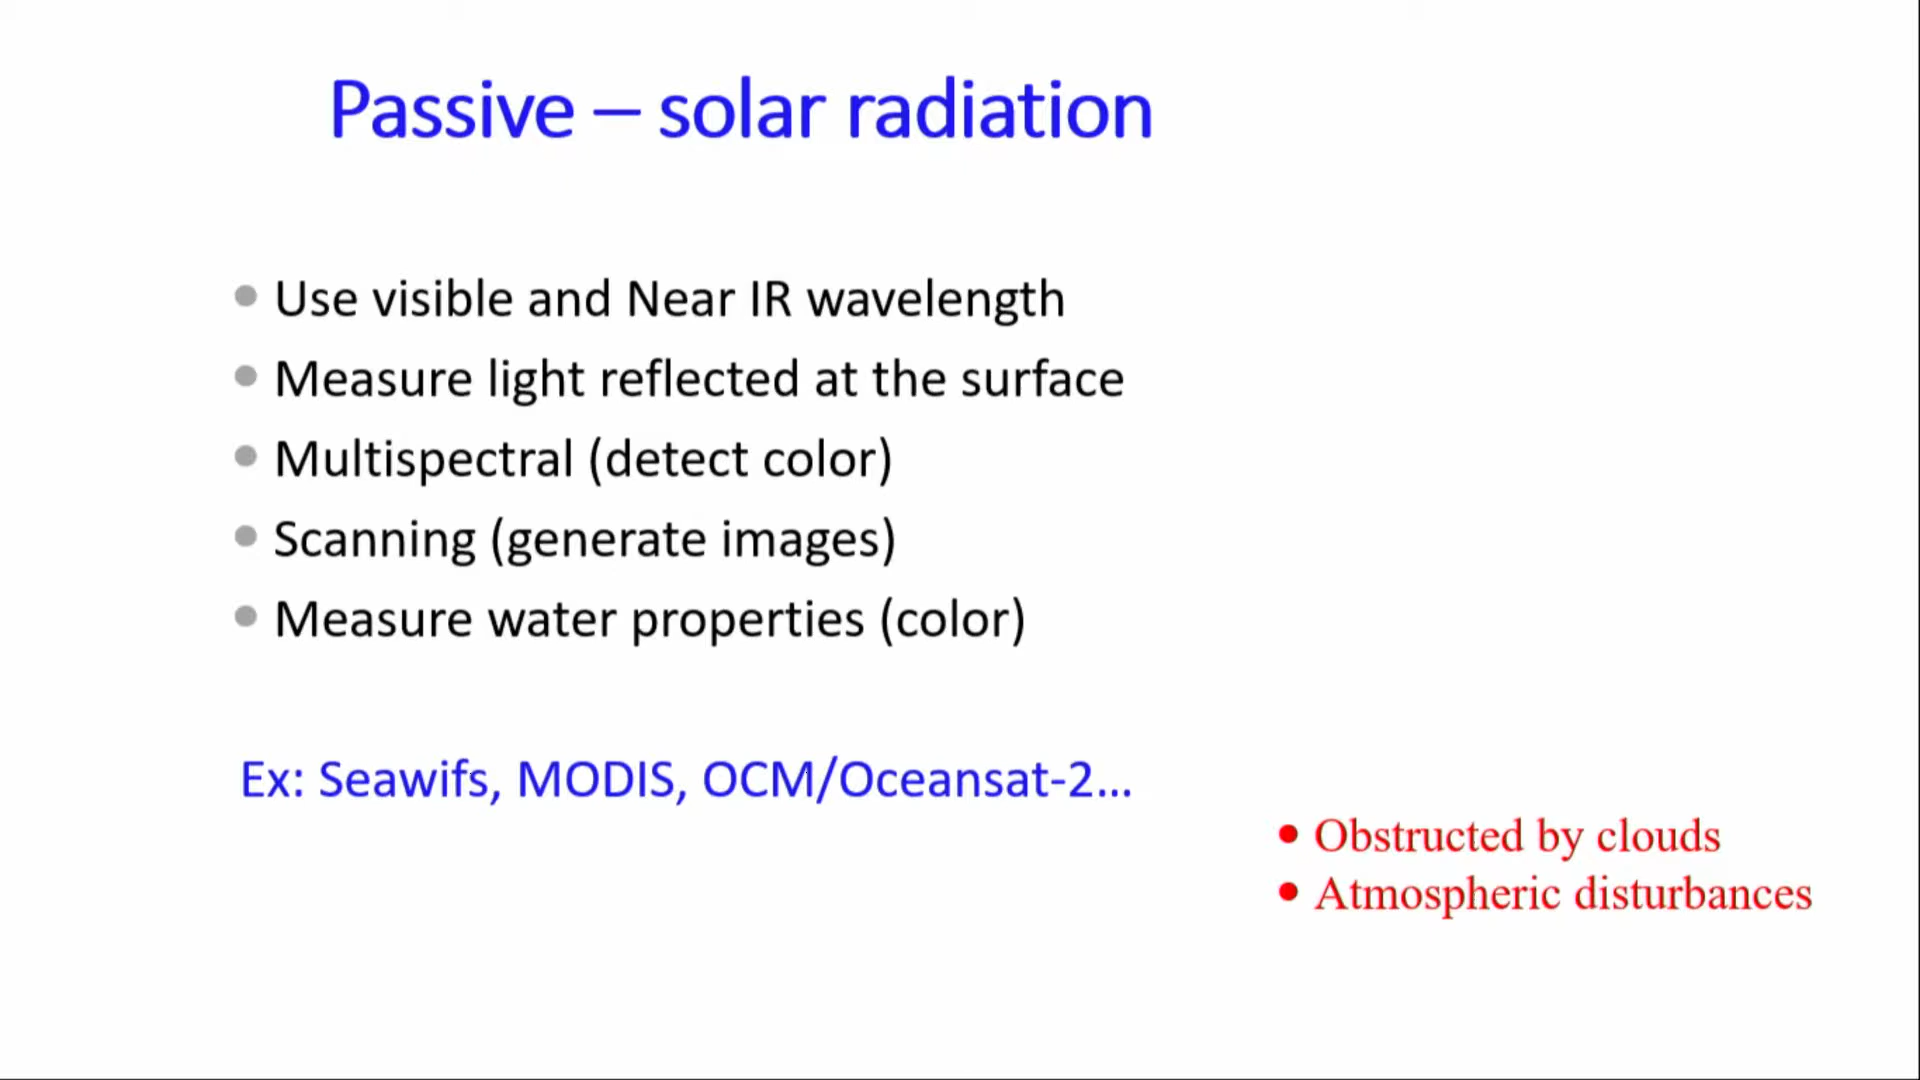 Passive – solar radiation
• Use visible and Near IR wavelength
• Measure light reflected at the surface
• Multispectral (detect color)
• Scanning (generate images)
• Measure water properties (color)
Ex: Seawifs, MODIS, OCM/Oceansat-2...
• Obstructed by clouds
• Atmospheric disturbances